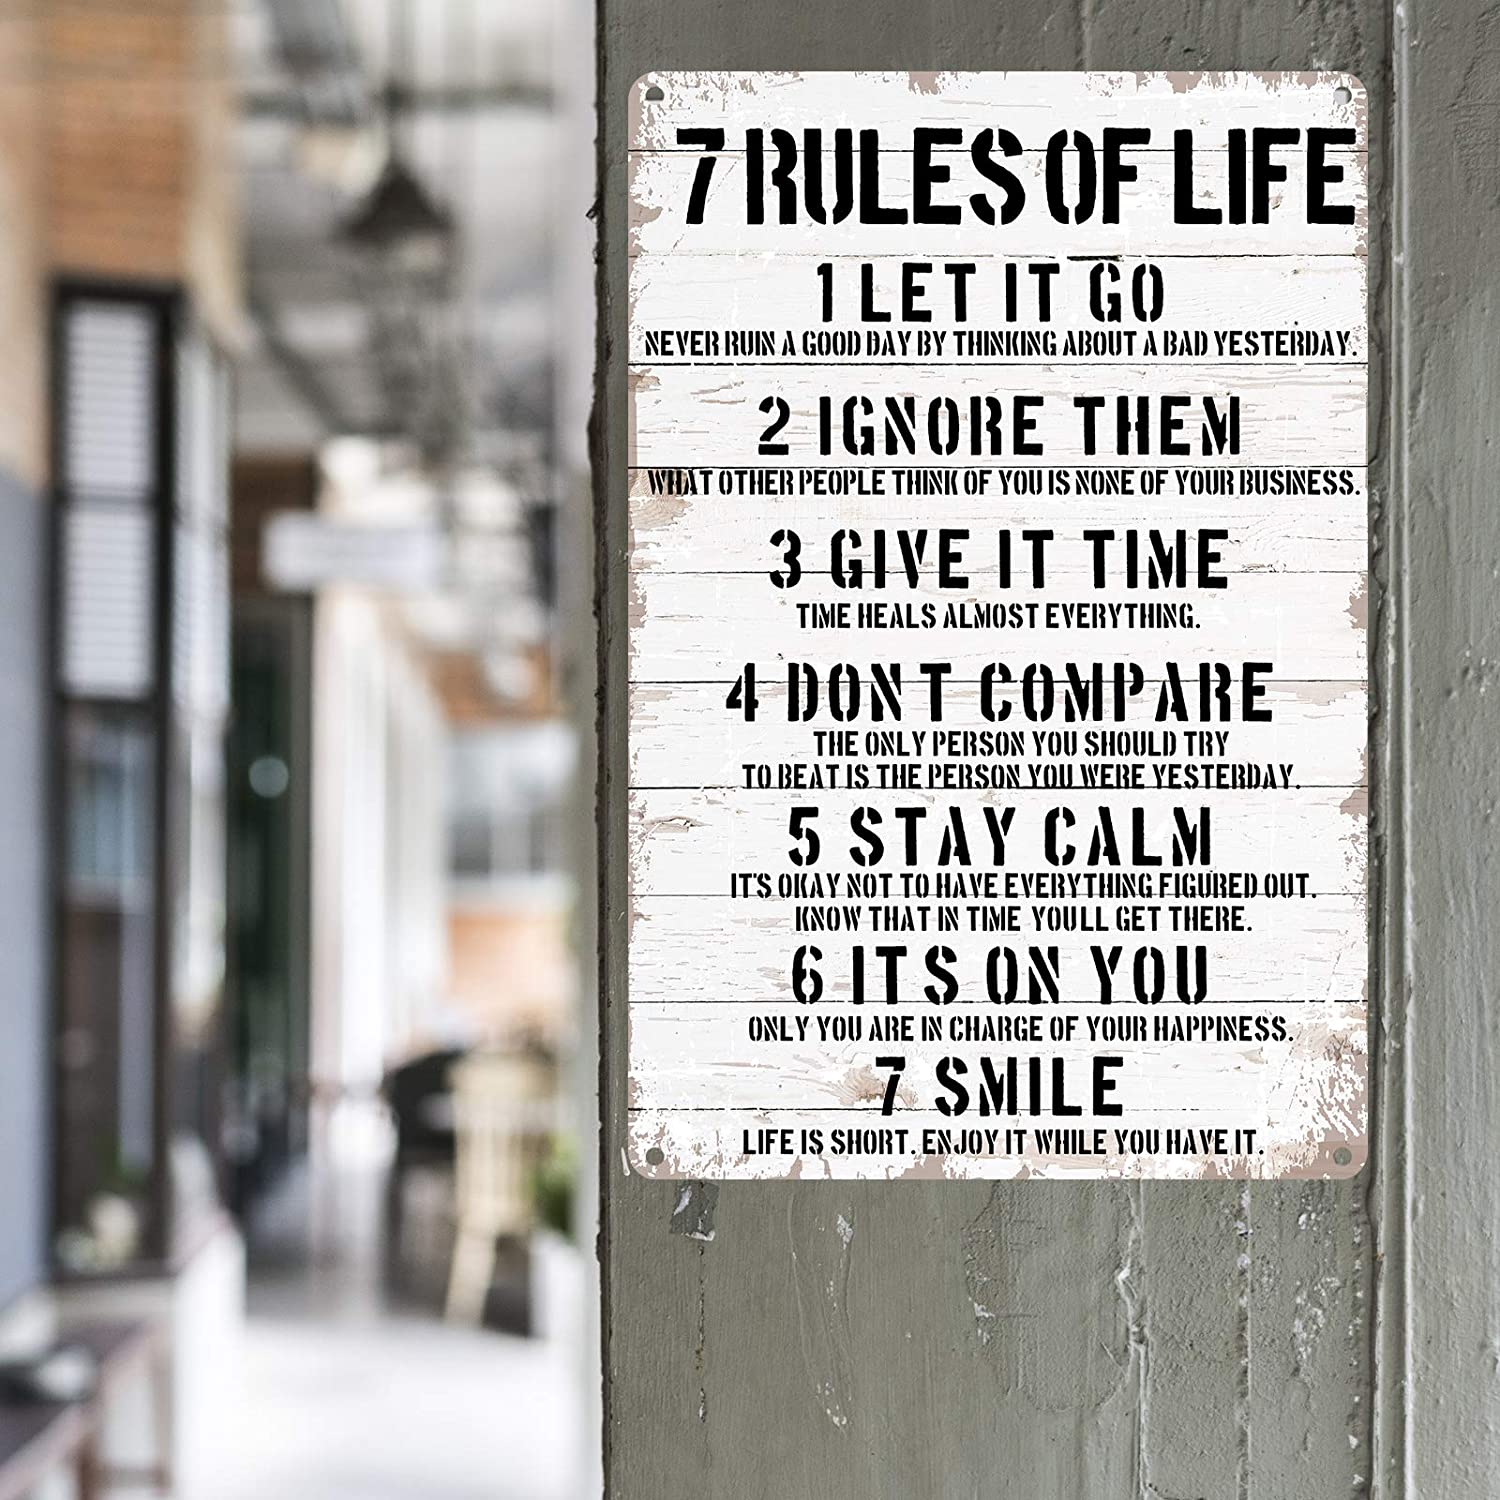 7 RULES OF LIFE
1 LET IT GO
NEVER RUIN A GOOD DAY BY THINKING ABOUT A BAD YESTERDAY.
2 IGNORE THEM
WHAT OTHER PEOPLE THINK OF YOU IS NONE OF YOUR BUSINESS.
3 GIVE IT TIME
TIME HEALS ALMOST EVERYTHING.
4 DON T COMPARE
THE ONLY PERSON YOU SHOULD TRY
TO BEAT IS THE PERSON YOU WERE YESTERDAY.
5 STAY CALM
IT'S OKAY NOT TO HAVE EVERYTHING FIGURED OUT.
KNOW THAT IN TIME YOULL GET THERE.
6 IT S ON YOU
ONLY YOU ARE IN CHARGE OF YOUR HAPPINESS.
7 SMILE
LIFE IS SHORT. ENJOY IT WHILE YOU HAVE IT.